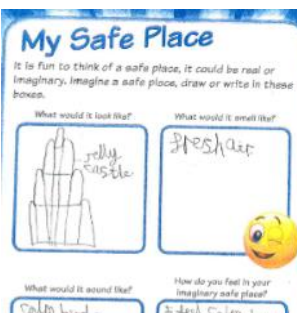 My Safe Place
It is fun to think of a safe place, it could be real or
imaginary. Imagine a safe place, draw or write in these
boxes.
What would it look like?
What would it smell like?
Jelly
castle
Freshair
What would it sound like?
How do you feel in your
imaginary safe place?
calm
calm